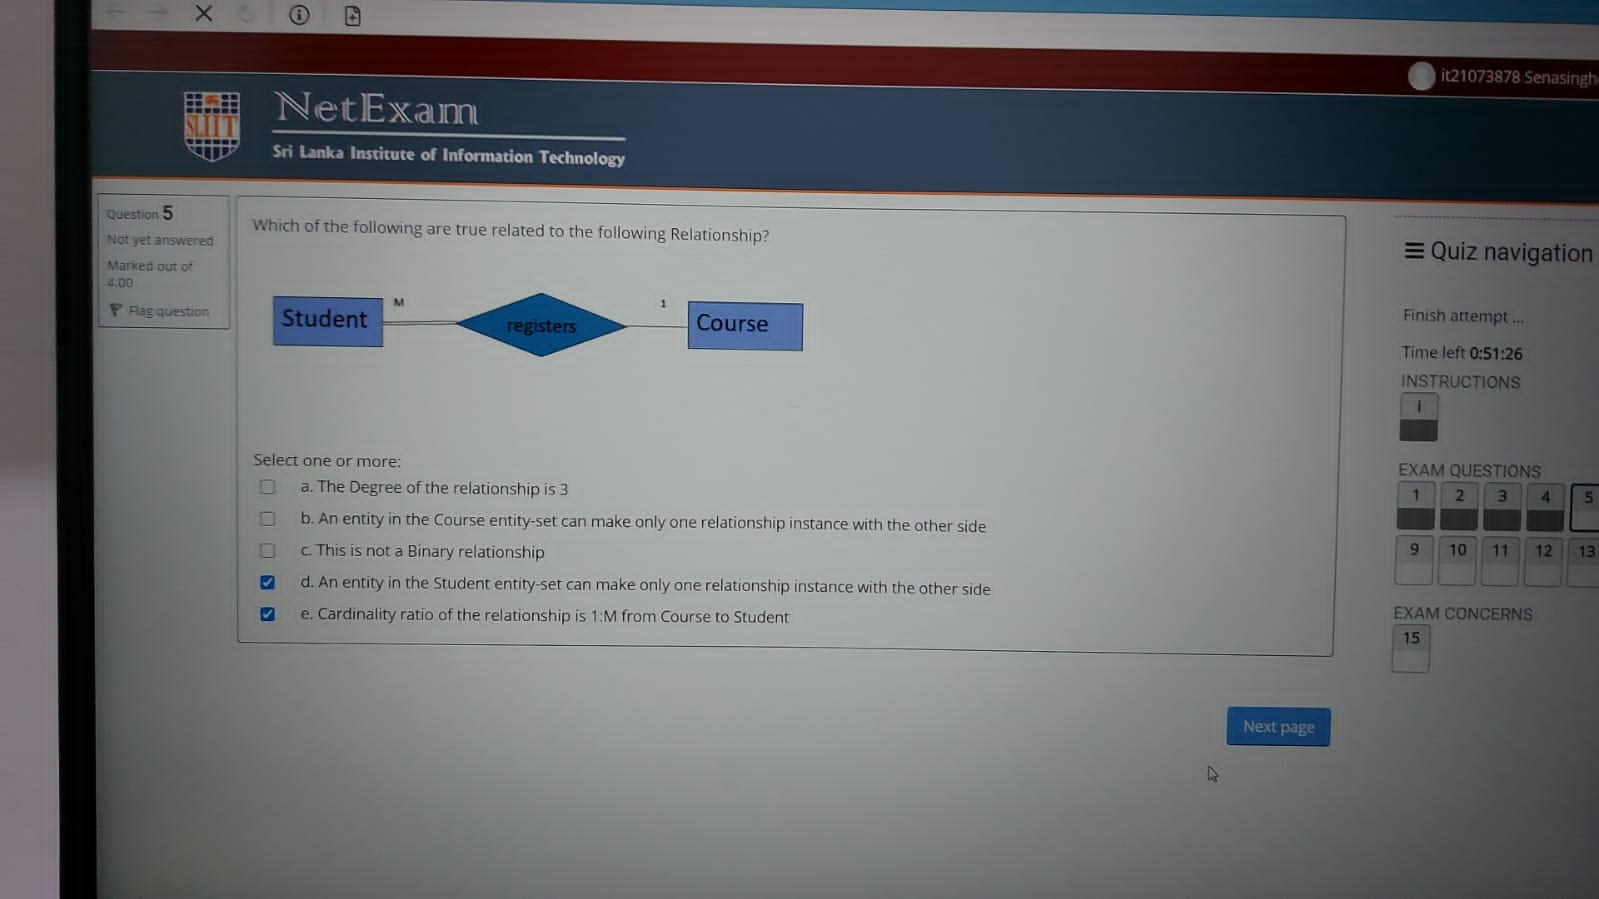 it21073878 Senasingh
SLIIT
NetExam
Sri Lanka Institute of Information Technology
Question 5
Not yet answered
Marked out of
4.00
Flag question
Which of the following are true related to the following Relationship?
Student
M
registers
1
Course
Select one or more:
a. The Degree of the relationship is 3
b. An entity in the Course entity-set can make only one relationship instance with the other side
c. This is not a Binary relationship
d. An entity in the Student entity-set can make only one relationship instance with the other side
e. Cardinality ratio of the relationship is 1:M from Course to Student
Next page
Quiz navigation
Finish attempt ...
Time left 0:51:26
INSTRUCTIONS
i
EXAM QUESTIONS
1 2 3 4 5
9 10 11 12 13
EXAM CONCERNS
15